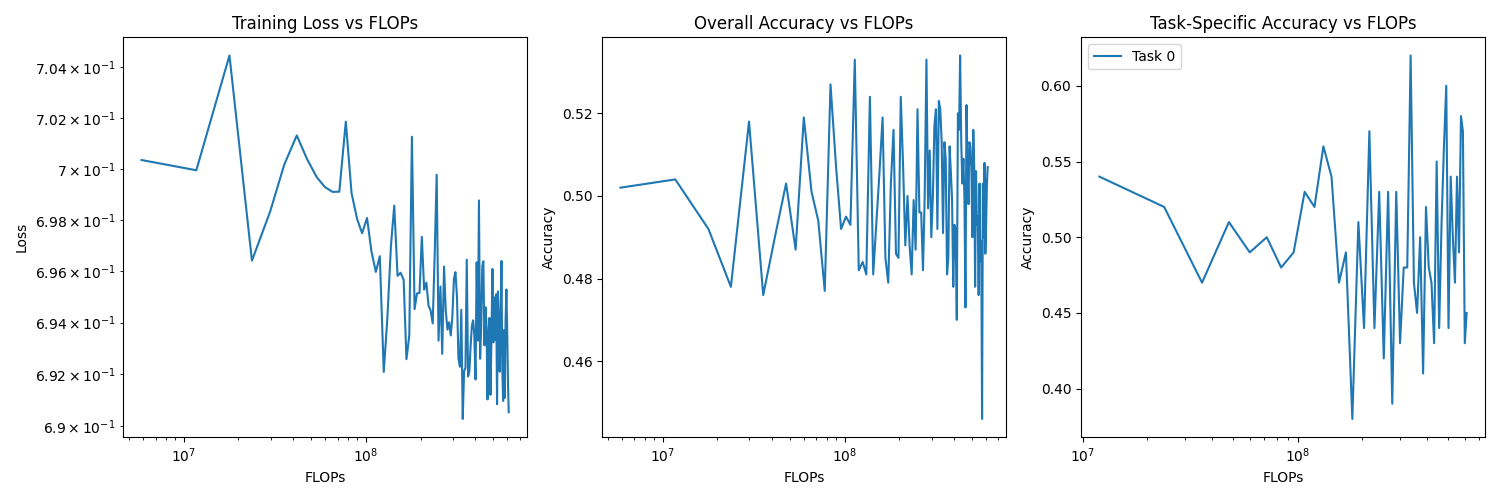 Training Loss vs FLOPs
7.04 × 10⁻¹
7.02 × 10⁻¹
7 × 10⁻¹
6.98 × 10⁻¹
6.96 × 10⁻¹
6.94 × 10⁻¹
6.92 × 10⁻¹
6.9 × 10⁻¹
Loss
10⁷
10⁸
FLOPs
Overall Accuracy vs FLOPs
0.52
0.50
0.48
0.46
Accuracy
10⁷
10⁸
FLOPs
Task-Specific Accuracy vs FLOPs
Task 0
0.60
0.55
0.50
0.45
0.40
Accuracy
10⁷
10⁸
FLOPs